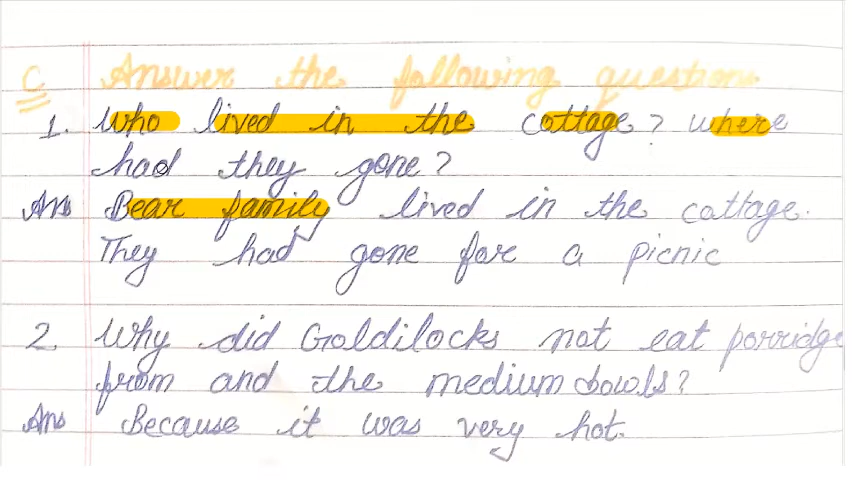 C Answer the following questions
1. Who lived in the cottage? where
had they gone?
Ans Bear family lived in the cottage.
They had gone for a picnic
2. Why did Goldilocks not eat porridge
from and the medium bowls?
Ans Because it was very hot.